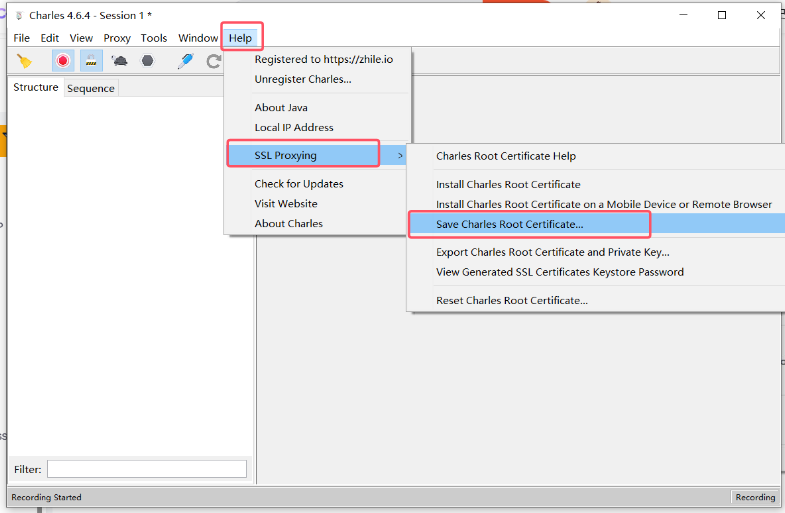 Charles 4.6.4 - Session 1 *
File Edit View Proxy Tools Window Help
Structure Sequence
Registered to https://zhile.io
Unregister Charles...
About Java
Local IP Address
SSL Proxying >
Check for Updates
Visit Website
About Charles
Charles Root Certificate Help
Install Charles Root Certificate
Install Charles Root Certificate on a Mobile Device or Remote Browser
Save Charles Root Certificate...
Export Charles Root Certificate and Private Key...
View Generated SSL Certificates Keystore Password
Reset Charles Root Certificate...
Filter:
Recording Started Recording